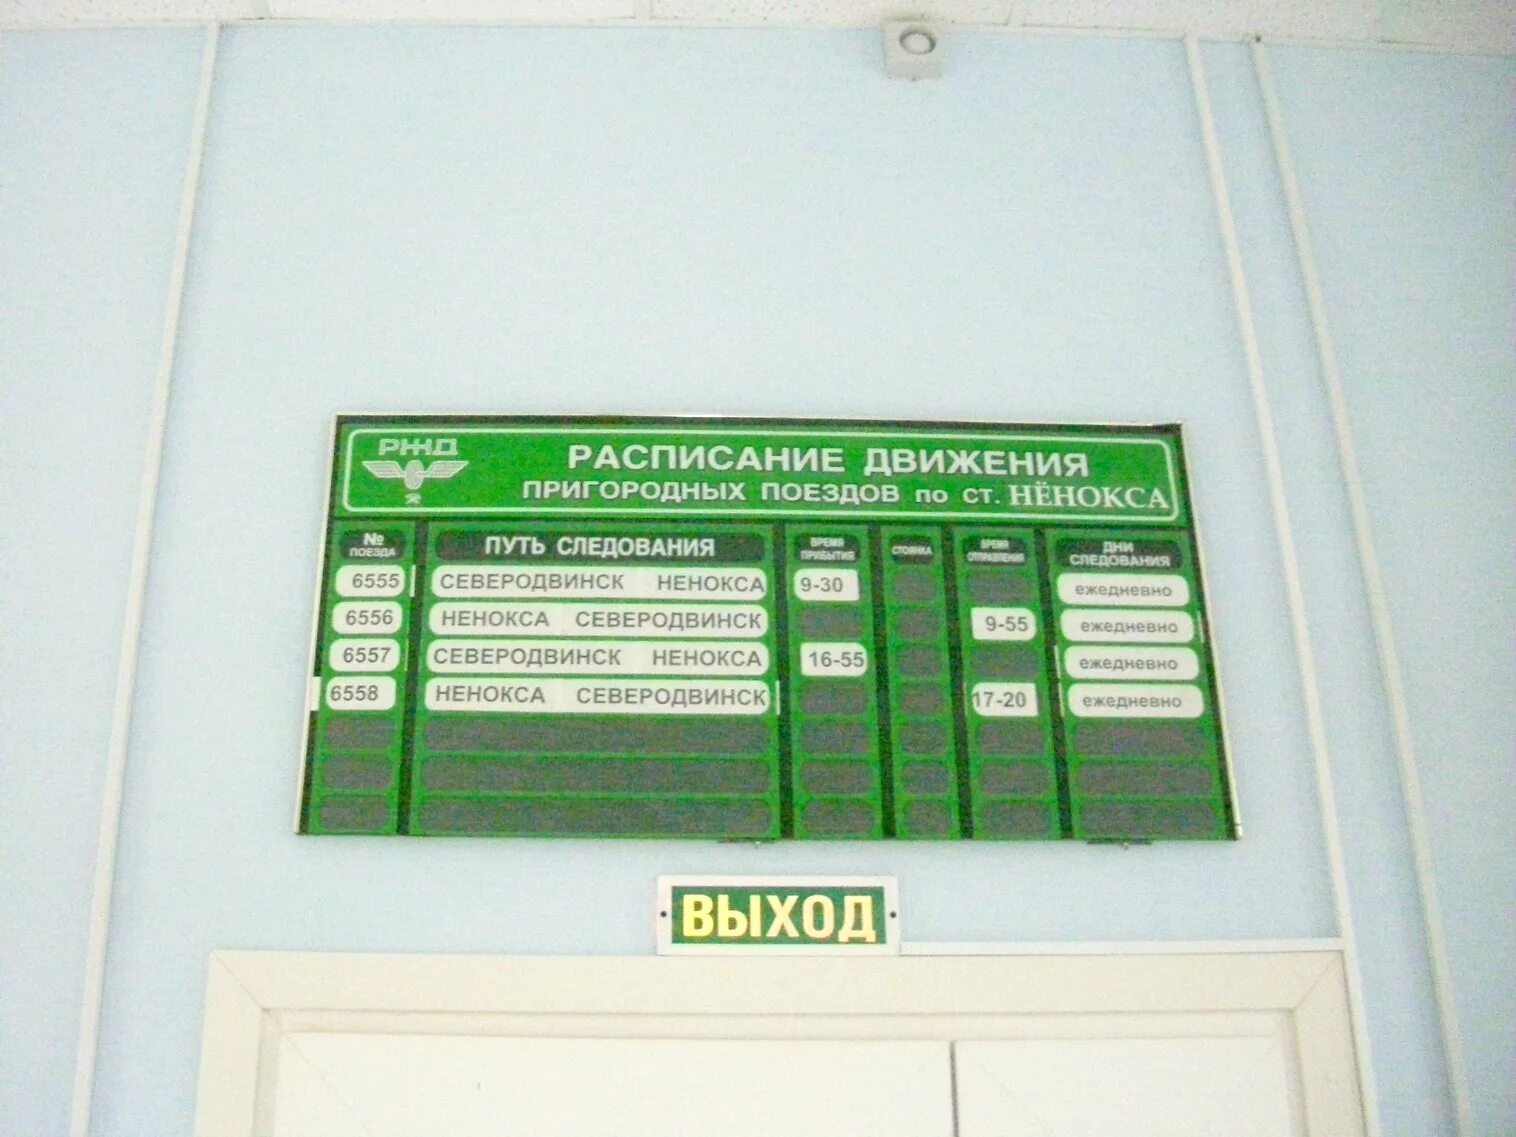 РЖД
РАСПИСАНИЕ ДВИЖЕНИЯ
ПРИГОРОДНЫХ ПОЕЗДОВ ПО СТ. НЁНОКСА
№ ПОЕЗДА ПУТЬ СЛЕДОВАНИЯ ВРЕМЯ ПРИБЫТИЯ СТОЯНКА ВРЕМЯ ОТПРАВЛЕНИЯ ДНИ СЛЕДОВАНИЯ
6555 СЕВЕРОДВИНСК НЕНОКСА 9-30 ежедневно
6556 НЕНОКСА СЕВЕРОДВИНСК 9-55 ежедневно
6557 СЕВЕРОДВИНСК НЕНОКСА 16-55 ежедневно
6558 НЕНОКСА СЕВЕРОДВИНСК 17-20 ежедневно
ВЫХОД